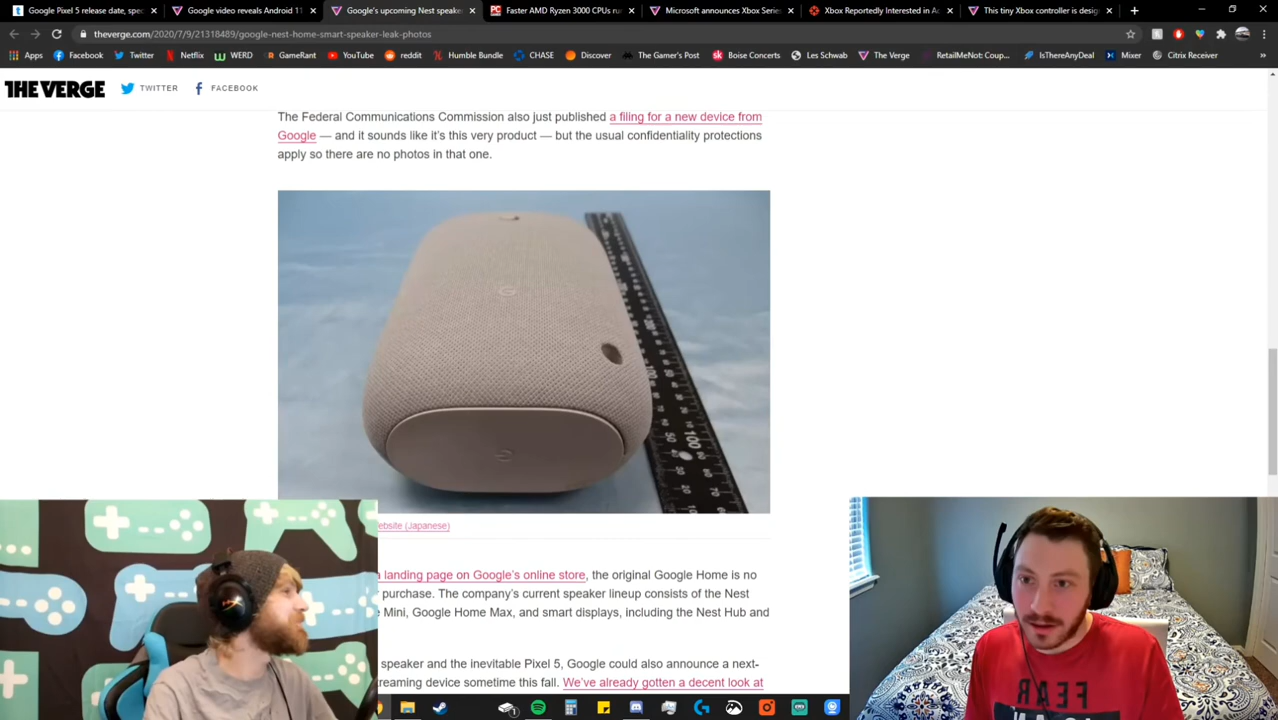 Google Pixel 5 release date, spec
Google video reveals Android 11
Google's upcoming Nest speake
Faster AMD Ryzen 3000 CPUs ru
Microsoft announces Xbox Serie
Xbox Reportedly Interested in Ac
This tiny Xbox controller is desig
theverge.com/2020/7/9/21318489/google-nest-home-smart-speaker-leak-photos
Apps Facebook Twitter Netflix WERD GameRant YouTube reddit Humble Bundle CHASE Discover The Gamer's Post Boise Concerts Les Schwab The Verge RetailMeNot: Coup... IsThereAnyDeal Mixer Citrix Receiver »
THE VERGE TWITTER FACEBOOK
The Federal Communications Commission also just published a filing for a new device from
Google — and it sounds like it's this very product — but the usual confidentiality protections
apply so there are no photos in that one.
ebsite (Japanese)
landing page on Google's online store, the original Google Home is no
purchase. The company's current speaker lineup consists of the Nest
Mini, Google Home Max, and smart displays, including the Nest Hub and
speaker and the inevitable Pixel 5, Google could also announce a next-
treaming device sometime this fall. We've already gotten a decent look at
FEAR